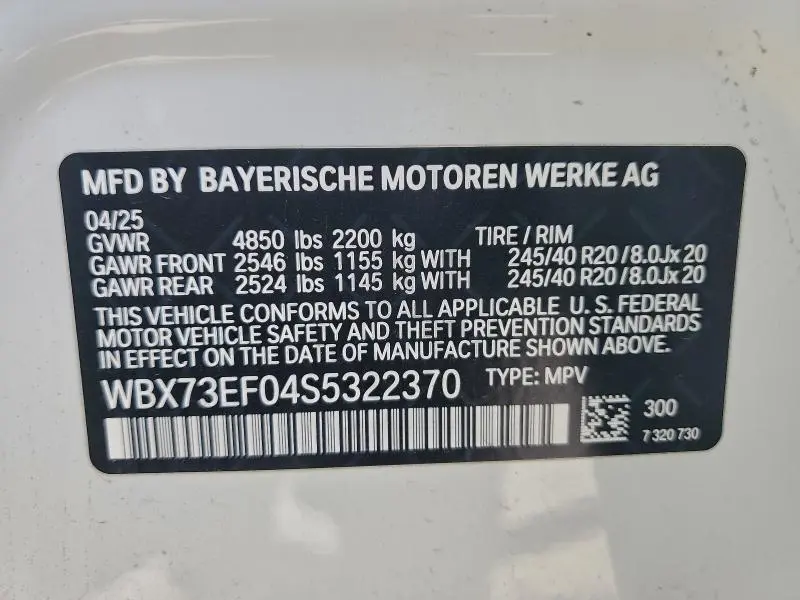 MFD BY BAYERISCHE MOTOREN WERKE AG
04/25
GVWR 4850 lbs 2200 kg TIRE / RIM
GAWR FRONT 2546 lbs 1155 kg WITH 245/40 R20 / 8.0Jx 20
GAWR REAR 2524 lbs 1145 kg WITH 245/40 R20 / 8.0Jx 20
THIS VEHICLE CONFORMS TO ALL APPLICABLE U. S. FEDERAL
MOTOR VEHICLE SAFETY AND THEFT PREVENTION STANDARDS
IN EFFECT ON THE DATE OF MANUFACTURE SHOWN ABOVE.
WBX73EF04S5322370 TYPE: MPV
300
7 320 730